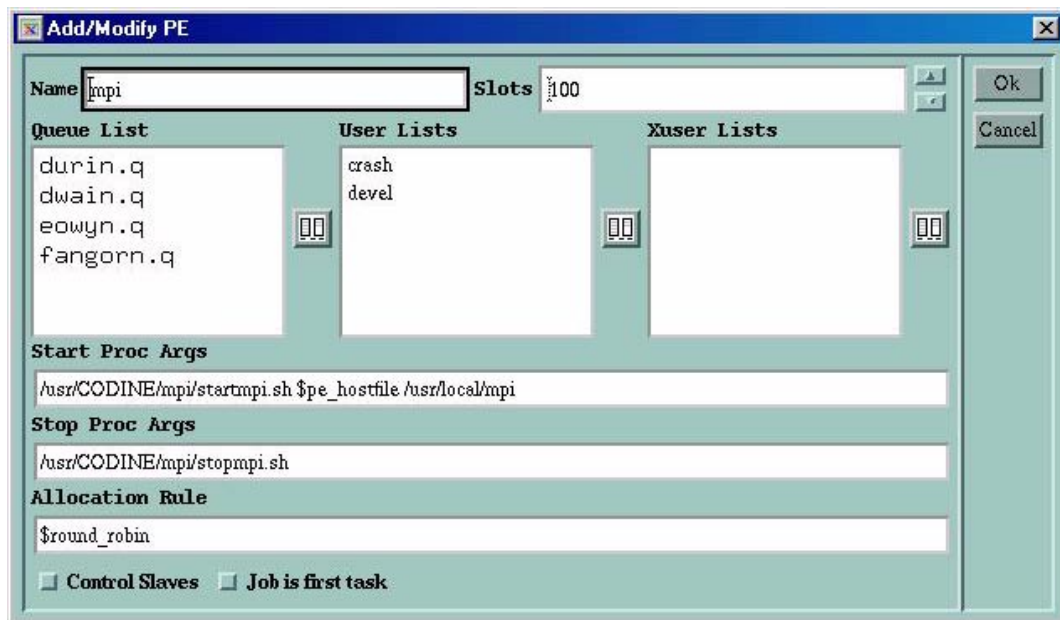 Add/Modify PE
Name mpi Slots 100 Ok
Cancel
Queue List User Lists Xuser Lists
durin.q crash
dwain.q devel
eowyn.q
fangorn.q
Start Proc Args
/usr/CODINE/mpi/startmpi.sh $pe_hostfile /usr/local/mpi
Stop Proc Args
/usr/CODINE/mpi/stopmpi.sh
Allocation Rule
$round_robin
Control Slaves Job is first task